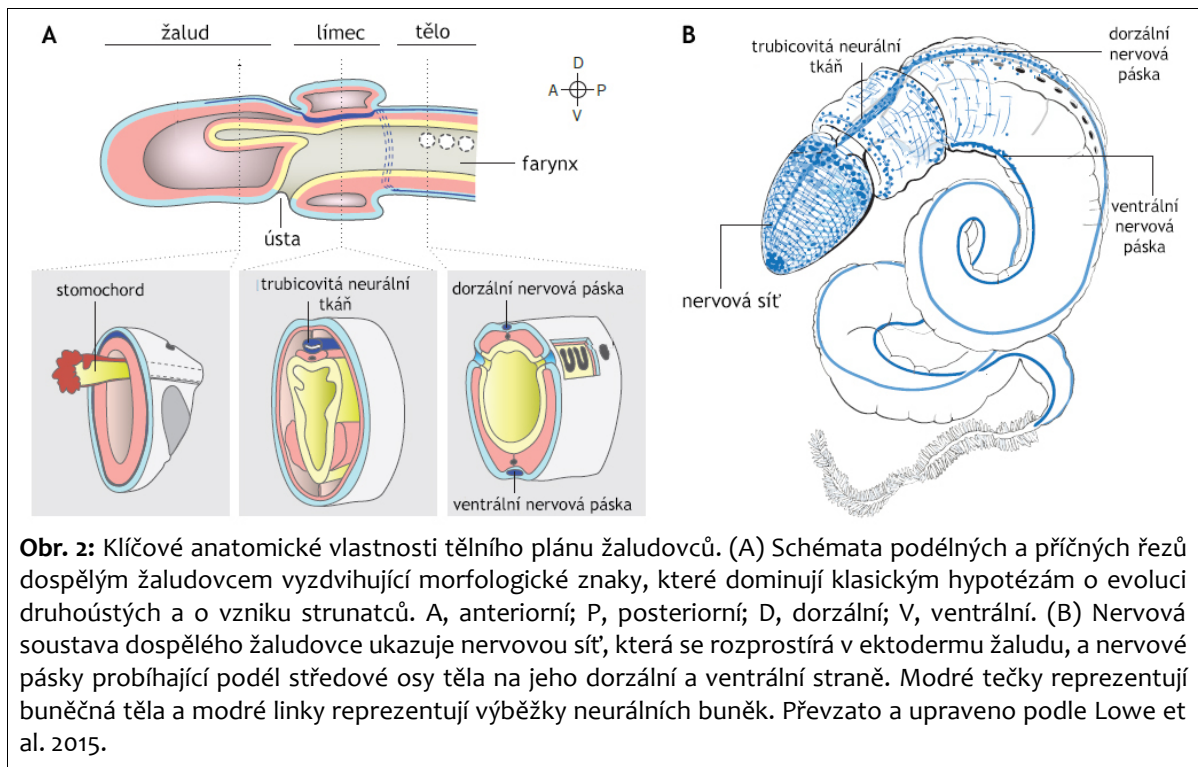 A
žalud
límec
tělo
D
A
P
V
farynx
ústa
stomochord
trubicovitá neurální
tkáň
dorzální nervová páska
ventrální nervová páska
B
trubicovitá neurální
tkáň
dorzální
nervová
páska
ventrální
nervová
páska
nervová síť
Obr. 2: Klíčové anatomické vlastnosti tělního plánu žaludovců. (A) Schémata podélných a příčných řezů
dospělým žaludovcem vyzdvihující morfologické znaky, které dominují klasickým hypotézám o evoluci
druhoústých a o vzniku strunatců. A, anteriorní; P, posteriorní; D, dorzální; V, ventrální. (B) Nervová
soustava dospělého žaludovce ukazuje nervovou síť, která se rozprostírá v ektodermu žaludu, a nervové
pásky probíhající podél středové osy těla na jeho dorzální a ventrální straně. Modré tečky reprezentují
buněčná těla a modré linky reprezentují výběžky neurálních buněk. Převzato a upraveno podle Lowe et
al. 2015.